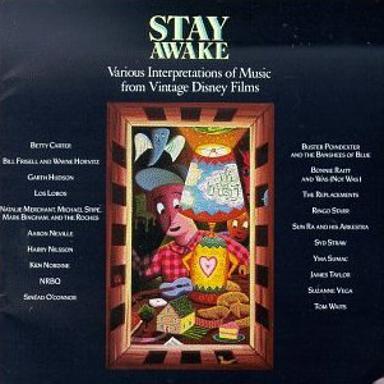 STAY
AWAKE
Various Interpretations of Music
from Vintage Disney Films
BETTY CARTER
BILL FRISELL AND WAYNE HORVITZ
GARTH HUDSON
LOS LOBOS
NATALIE MERCHANT, MICHAEL STIPE,
MARK BINGHAM, AND THE ROCHES
AARON NEVILLE
HARRY NILSSON
KEN NORDINE
NRBQ
SINÉAD O'CONNOR
BUSTER POINDEXTER
AND THE BANSHEES OF BLUE
BONNIE RAITT
AND WAS (NOT WAS)
THE REPLACEMENTS
RINGO STARR
SUN RA AND HIS ARKESTRA
SYD STRAW
YMA SUMAC
JAMES TAYLOR
SUZANNE VEGA
TOM WAITS